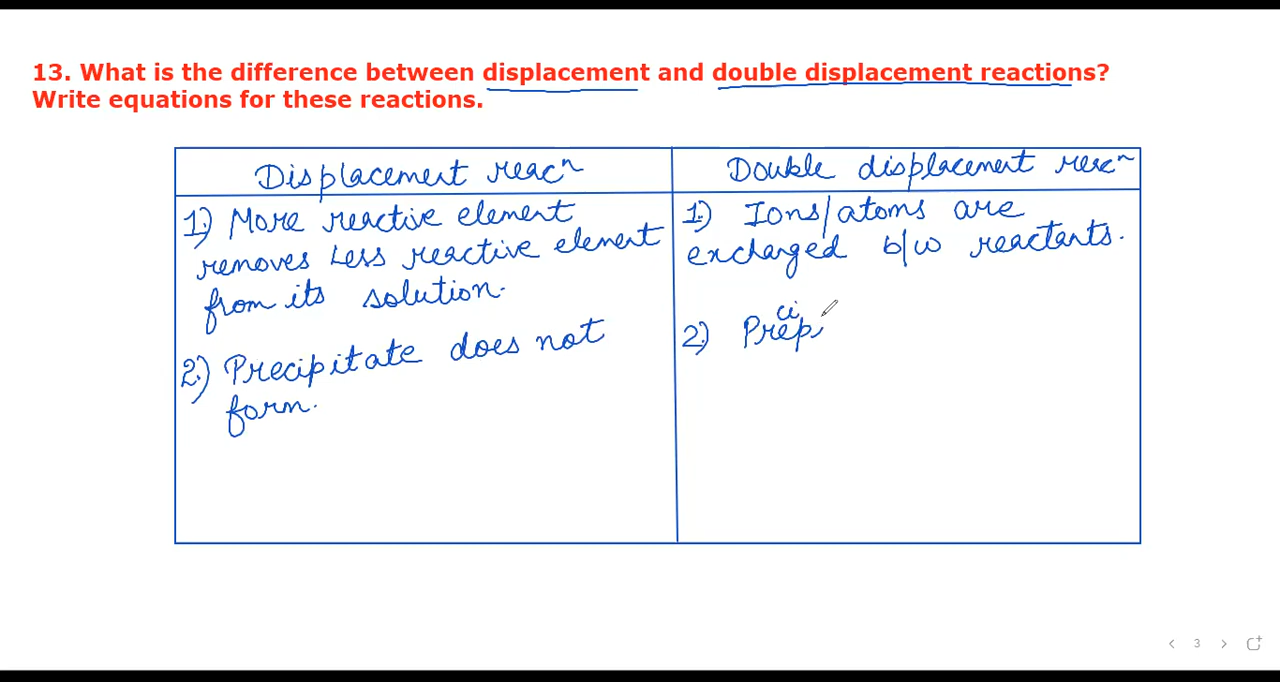 13. What is the difference between displacement and double displacement reactions?
Write equations for these reactions.
Displacement reacⁿ
Double displacement reacⁿ
1.) More reactive element
removes Less reactive element
from its solution.
2.) Precipitate does not
form.
1.) Ions/atoms are
exchanged b/w reactants.
2.) Precip
3